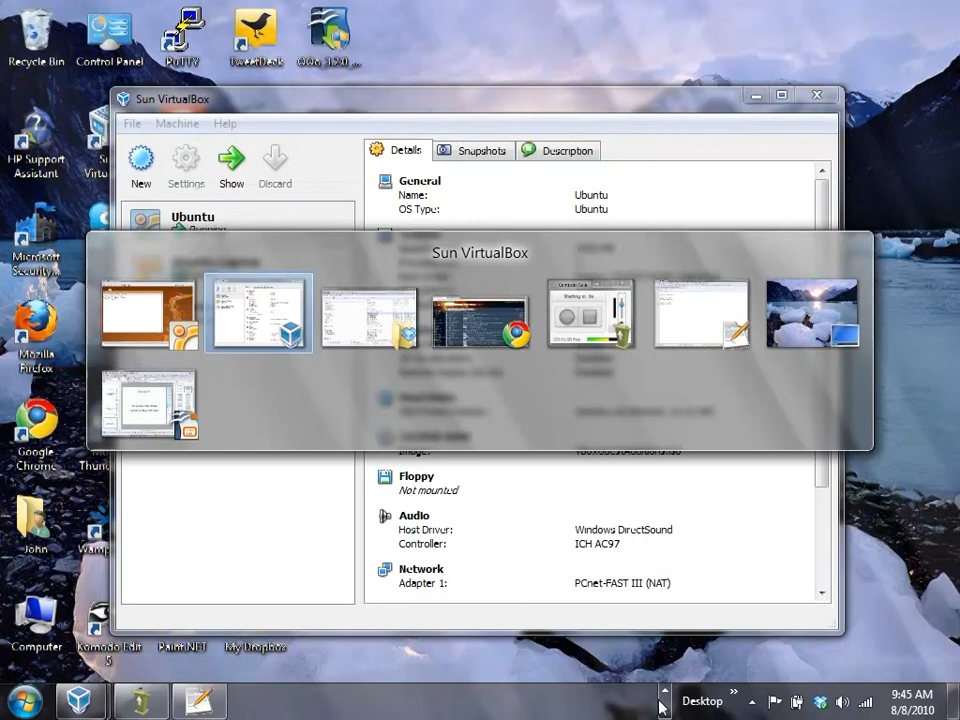 Recycle Bin
Control Panel
PuTTY
TweetDeck
Sun VirtualBox
File Machine Help
New
Settings
Show
Discard
Details
Snapshots
Description
Ubuntu
Running
General
Name: Ubuntu
OS Type: Ubuntu
Sun VirtualBox
Floppy
Not mounted
Audio
Host Driver: Windows DirectSound
Controller: ICH AC97
Network
Adapter 1: PCnet-FAST III (NAT)
HP Support
Assistant
Microsoft
Security...
Mozilla
Firefox
Google
Chrome
John
Computer
Komodo Edit
5
Paint.NET
My Dropbox
Desktop
9:45 AM
8/8/2010